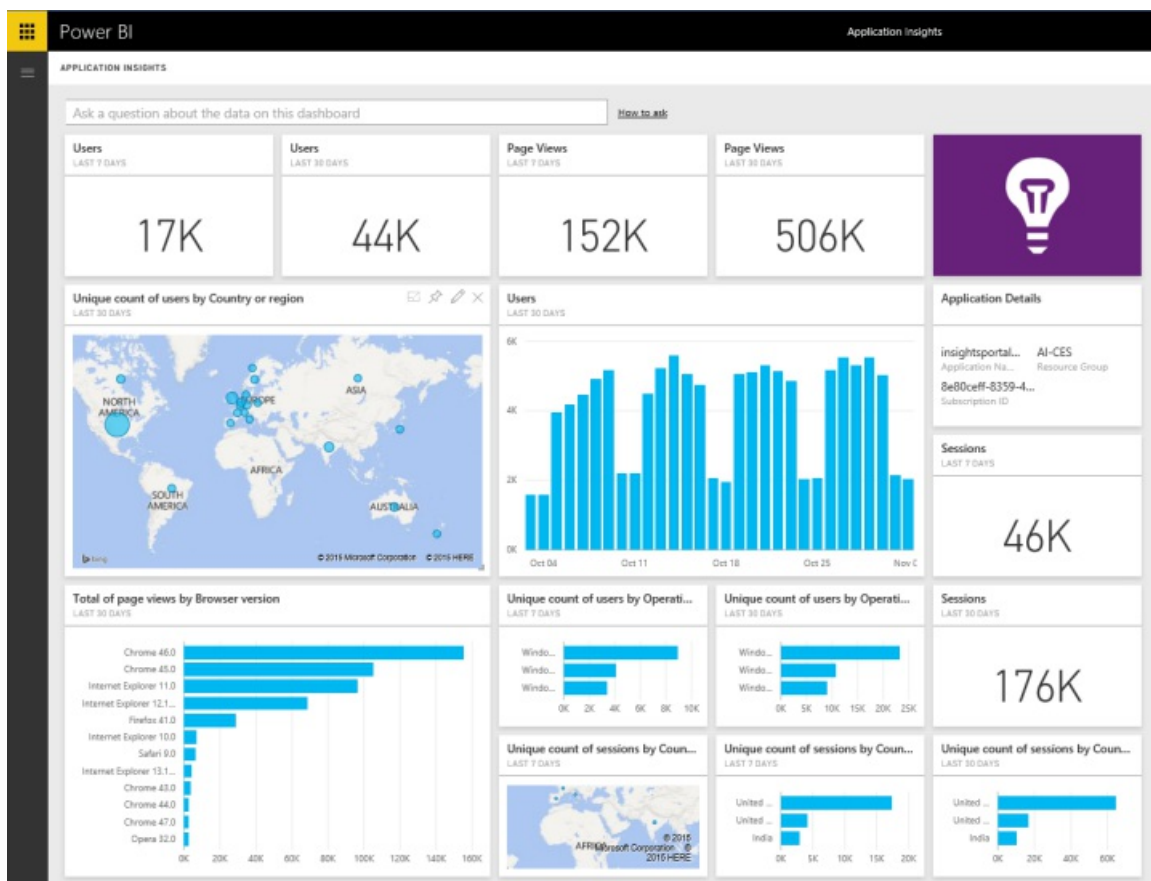 Power BI
Application Insights
APPLICATION INSIGHTS
Ask a question about the data on this dashboard
How to ask
Users
LAST 7 DAYS
17K
Users
LAST 30 DAYS
44K
Page Views
LAST 7 DAYS
152K
Page Views
LAST 30 DAYS
506K
Unique count of users by Country or region
LAST 30 DAYS
NORTH
AMERICA
EUROPE
ASIA
AFRICA
SOUTH
AMERICA
AUSTRALIA
bing
© 2015 Microsoft Corporation © 2015 HERE
Users
LAST 30 DAYS
6K
4K
2K
0K
Oct 04 Oct 11 Oct 18 Oct 25 Nov
Application Details
insightsportal... AI-CES
Application Na... Resource Group
8e80ceff-8359-4...
Subscription ID
Sessions
LAST 7 DAYS
46K
Total of page views by Browser version
LAST 30 DAYS
Chrome 46.0
Chrome 45.0
Internet Explorer 11.0
Internet Explorer 12.1...
Firefox 41.0
Internet Explorer 10.0
Safari 9.0
Internet Explorer 13.1...
Chrome 43.0
Chrome 44.0
Chrome 47.0
Opera 32.0
0K 20K 40K 60K 80K 100K 120K 140K 160K
Unique count of users by Operati...
LAST 7 DAYS
Windo...
Windo...
Windo...
0K 2K 4K 6K 8K 10K
Unique count of users by Operati...
LAST 30 DAYS
Windo...
Windo...
Windo...
0K 5K 10K 15K 20K 25K
Sessions
LAST 30 DAYS
176K
Unique count of sessions by Coun...
LAST 7 DAYS
AFRICA
© 2015
Microsoft Corporation ©
2015 HERE
Unique count of sessions by Coun...
LAST 7 DAYS
United ...
United ...
India
0K 5K 10K 15K 20K
Unique count of sessions by Coun...
LAST 30 DAYS
United ...
United ...
India
0K 20K 40K 60K